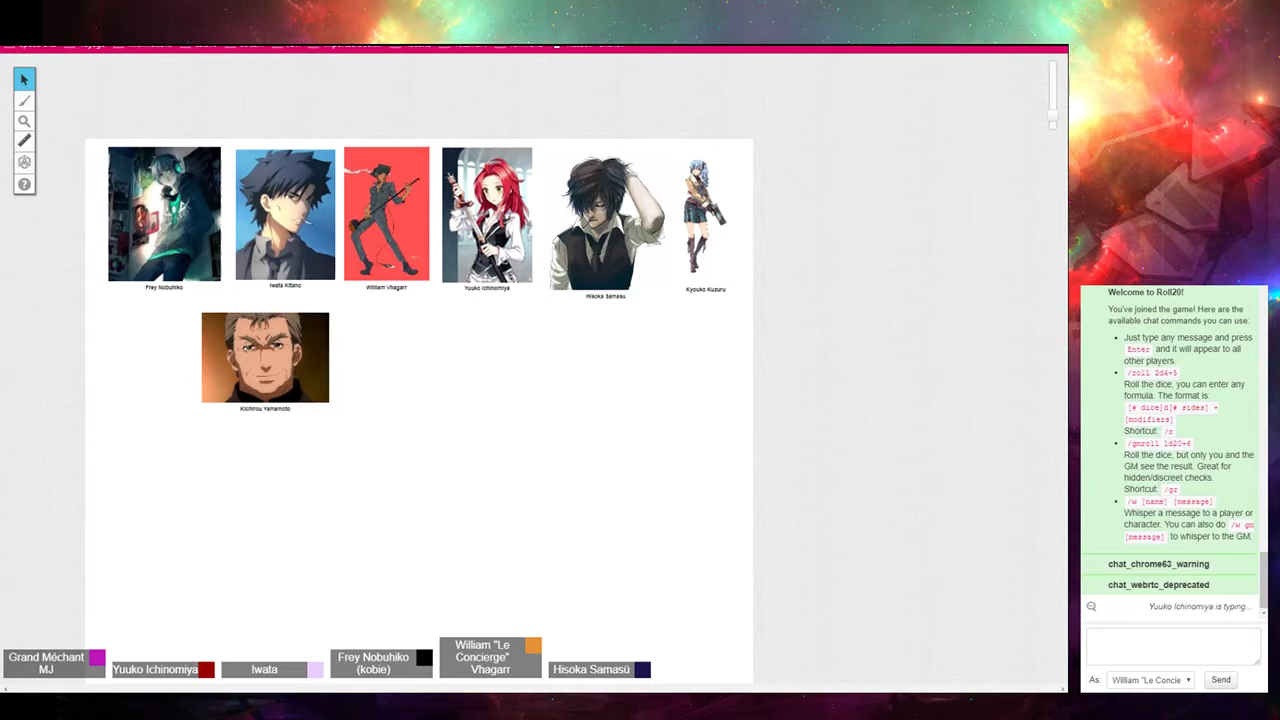 Frey Nobuhiko
Iwata Kitano
William Vhagarr
Yuuko Ichinomiya
Hisoka Samasu
Kyouko Kuzuru
Kichirou Yamamoto
Grand Méchant
MJ
Yuuko Ichinomiya
Iwata
Frey Nobuhiko
(kobie)
William "Le
Concierge"
Vhagarr
Hisoka Samasū
Welcome to Roll20!
You've joined the game! Here are the
available chat commands you can use:
Just type any message and press
Enter and it will appear to all
other players.
/roll 2d4+5
Roll the dice, you can enter any
formula. The format is:
[# dice]d[# sides] +
[modifiers]
Shortcut: /r
/gmroll 1d20+6
Roll the dice, but only you and the
GM see the result. Great for
hidden/discreet checks.
Shortcut: /gr
/w [name] [message]
Whisper a message to a player or
character. You can also do /w gm
[message] to whisper to the GM.
chat_chrome63_warning
chat_webrtc_deprecated
Yuuko Ichinomiya is typing...
As: William "Le Concie
Send